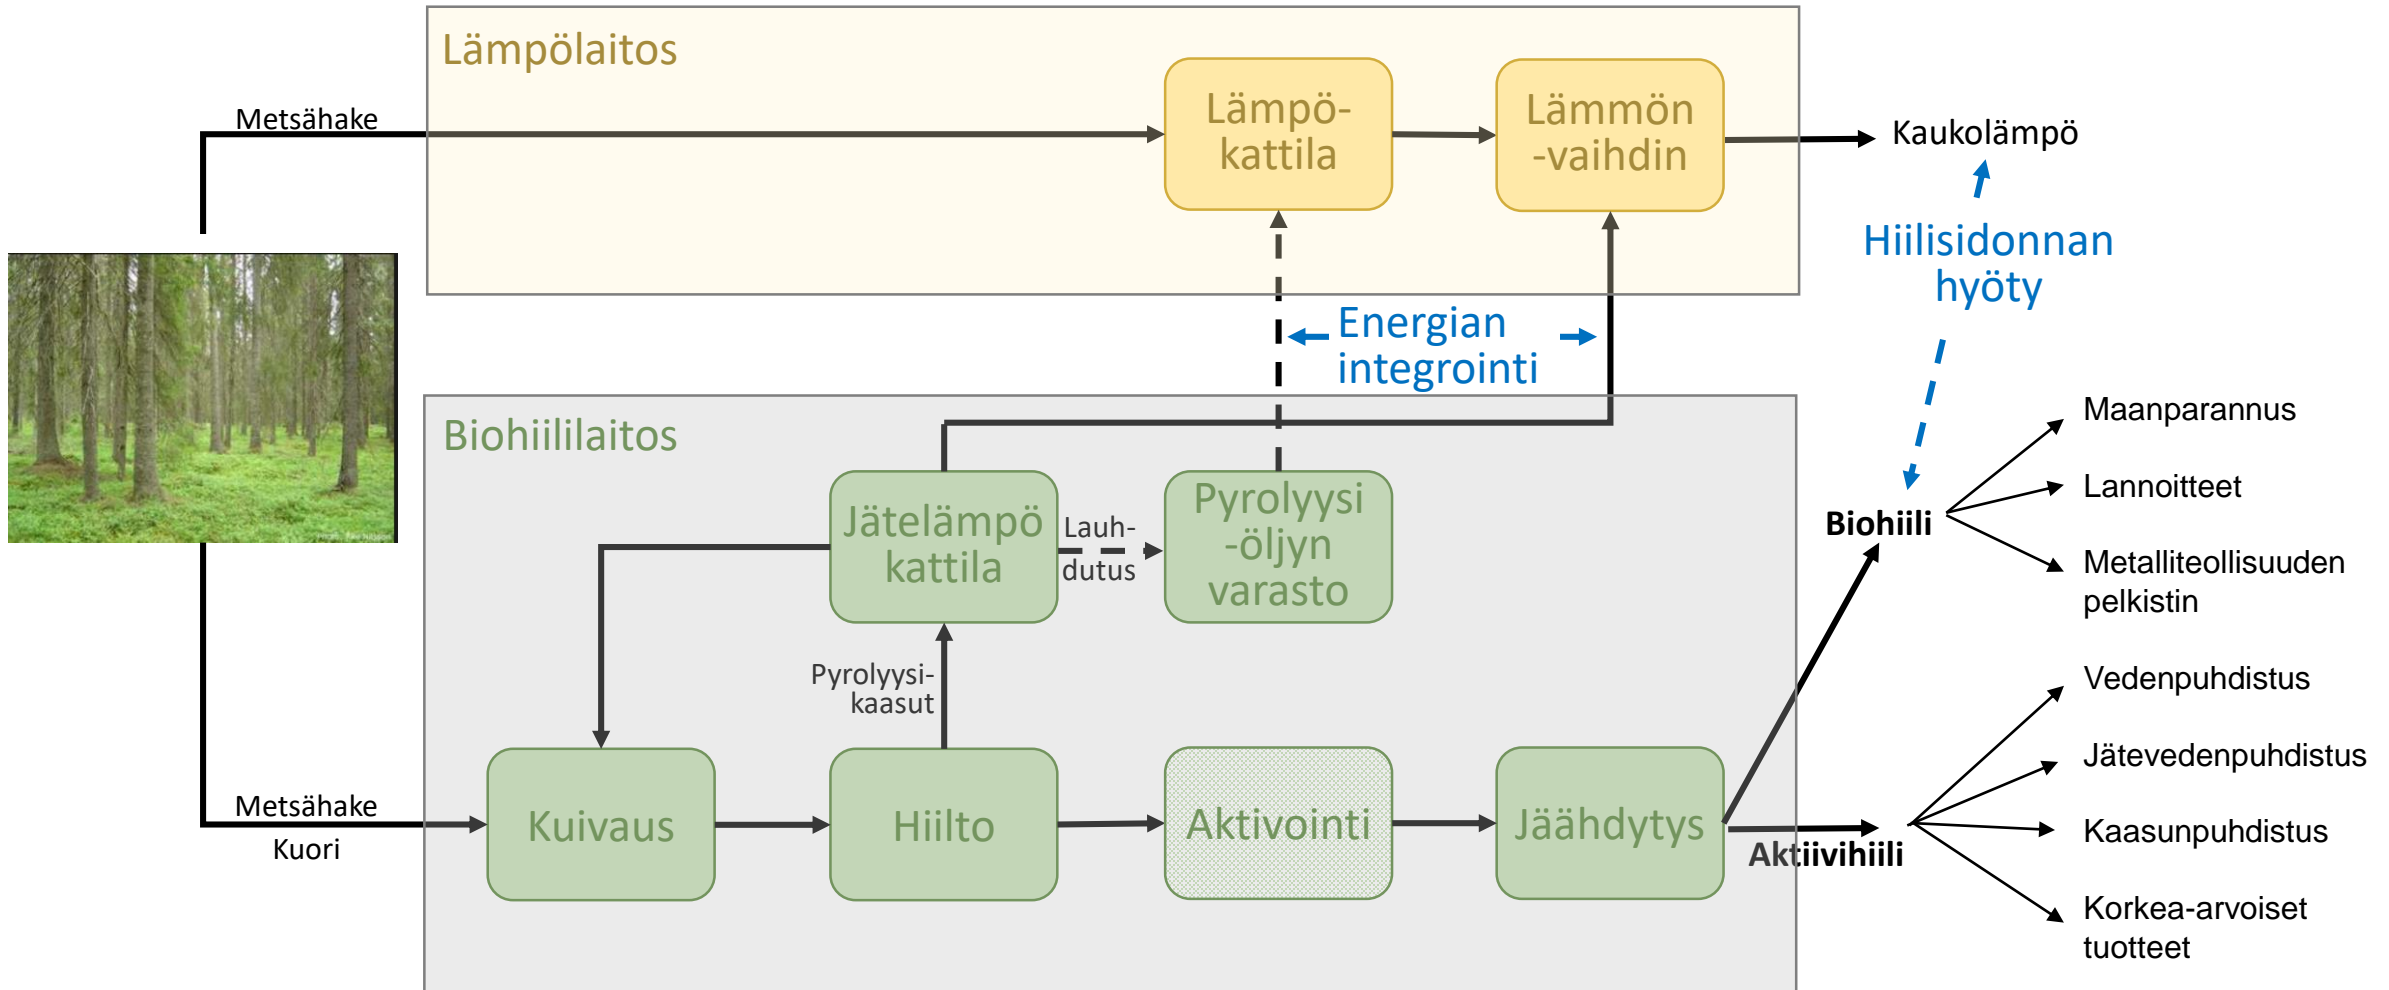 Lämpölaitos
Metsähake
Lämpö-
kattila
Lämmön
-vaihdin
Kaukolämpö
Hiilisidonnan
hyöty
Energian
integrointi
Biohiililaitos
Jätelämpö
kattila
Lauh-
dutus
Pyrolyysi
-öljyn
varasto
Pyrolyysi-
kaasut
Metsähake
Kuori
Kuivaus
Hiilto
Aktivointi
Jäähdytys
Biohiili
Maanparannus
Lannoitteet
Metalliteollisuuden
pelkistin
Aktiivihiili
Vedenpuhdistus
Jätevedenpuhdistus
Kaasunpuhdistus
Korkea-arvoiset
tuotteet